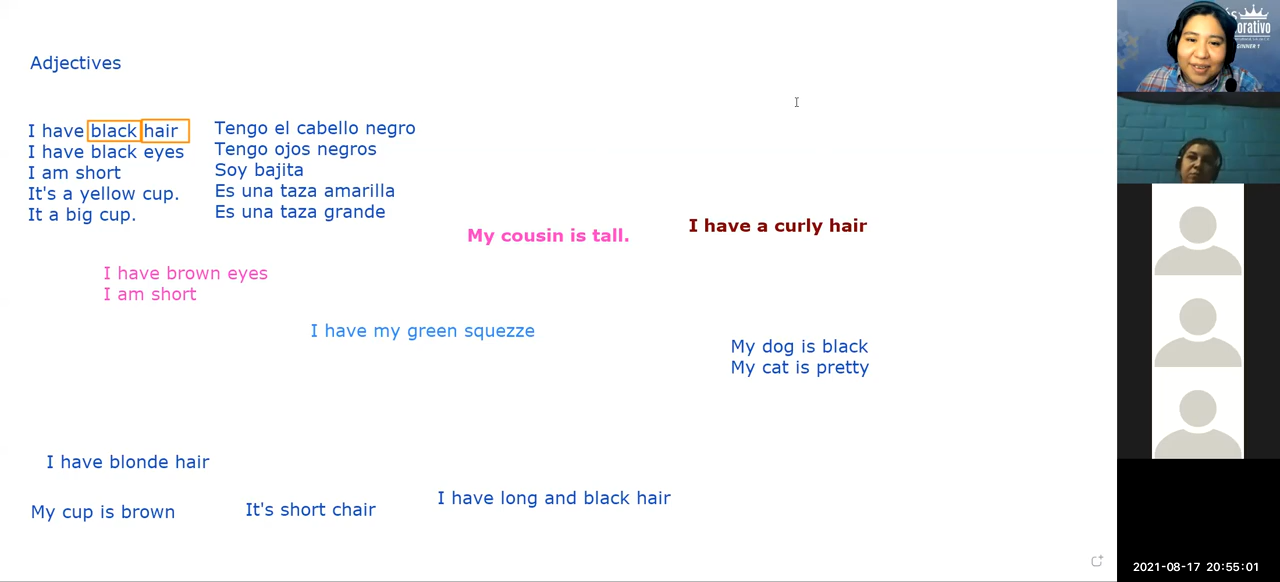 Adjectives
I have black hair
I have black eyes
I am short
It's a yellow cup.
It a big cup.
Tengo el cabello negro
Tengo ojos negros
Soy bajita
Es una taza amarilla
Es una taza grande
My cousin is tall.
I have a curly hair
I have brown eyes
I am short
I have my green squezze
My dog is black
My cat is pretty
I have blonde hair
My cup is brown
It's short chair
I have long and black hair
2021-08-17 20:55:01